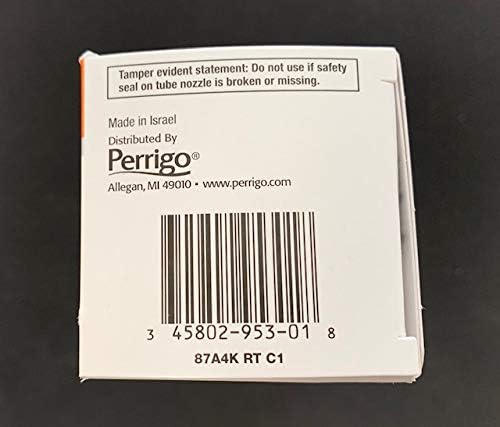 Tamper evident statement: Do not use if safety
seal on tube nozzle is broken or missing.
Made in Israel
Distributed By
Perrigo®
Allegan, MI 49010 • www.perrigo.com
3 45802-953-01 8
87A4K RT C1